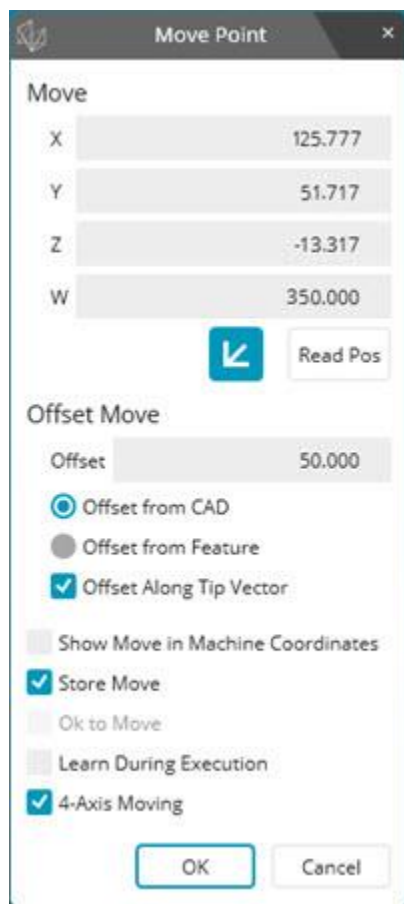 Move Point
Move
X 125.777
Y 51.717
Z -13.317
W 350.000
Read Pos
Offset Move
Offset 50.000
Offset from CAD
Offset from Feature
Offset Along Tip Vector
Show Move in Machine Coordinates
Store Move
Ok to Move
Learn During Execution
4-Axis Moving
OK Cancel